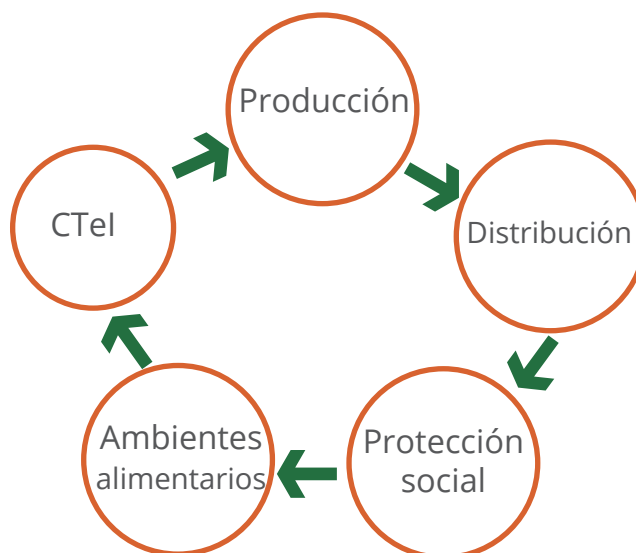 Producción
Distribución
Protección
social
Ambientes
alimentarios
CTeI